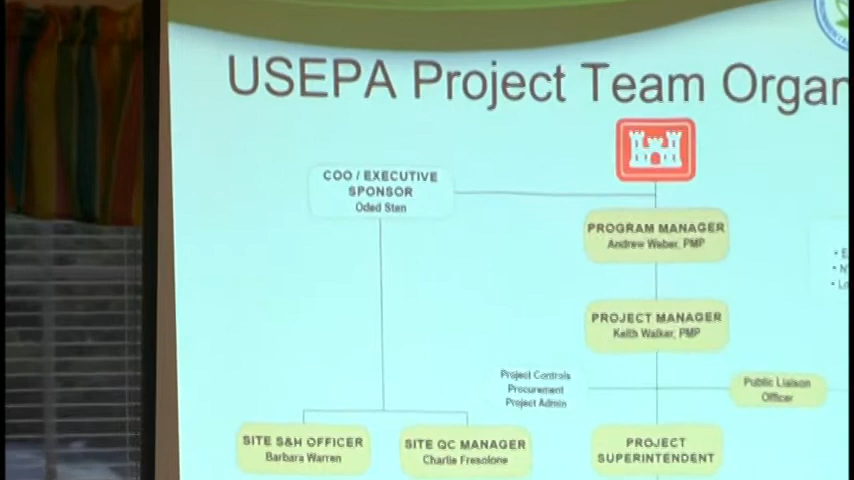 USEPA Project Team Organ
COO / EXECUTIVE
SPONSOR
Oded Sten
PROGRAM MANAGER
Andrew Weber, PMP
PROJECT MANAGER
Keith Walker, PMP
Project Controls
Procurement
Project Admin
Public Liaison
Officer
SITE S&H OFFICER
Barbara Warren
SITE QC MANAGER
Charlie Fresolone
PROJECT
SUPERINTENDENT